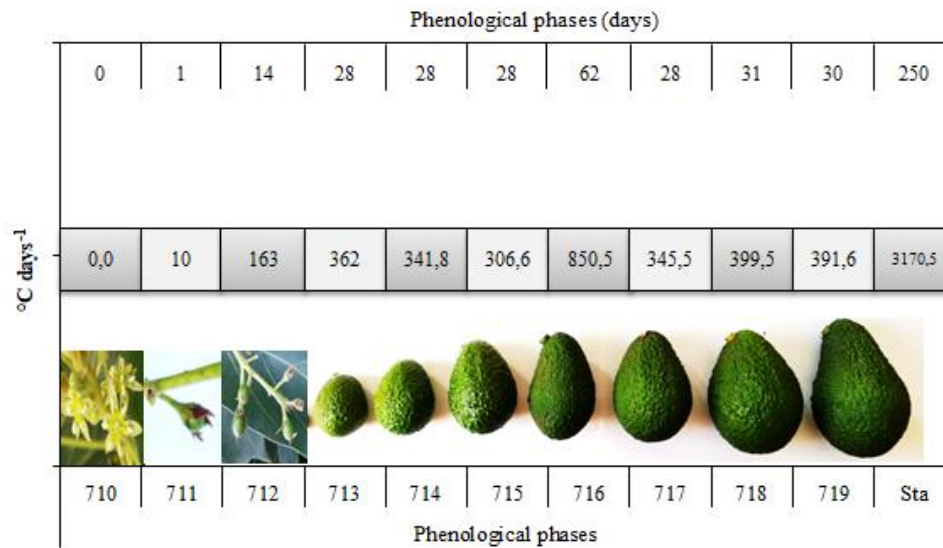 Phenological phases (days)
0 1 14 28 28 28 62 28 31 30 250
°C days-1
0,0 10 163 362 341,8 306,6 850,5 345,5 399,5 391,6 3170,5
710 711 712 713 714 715 716 717 718 719 Sta
Phenological phases